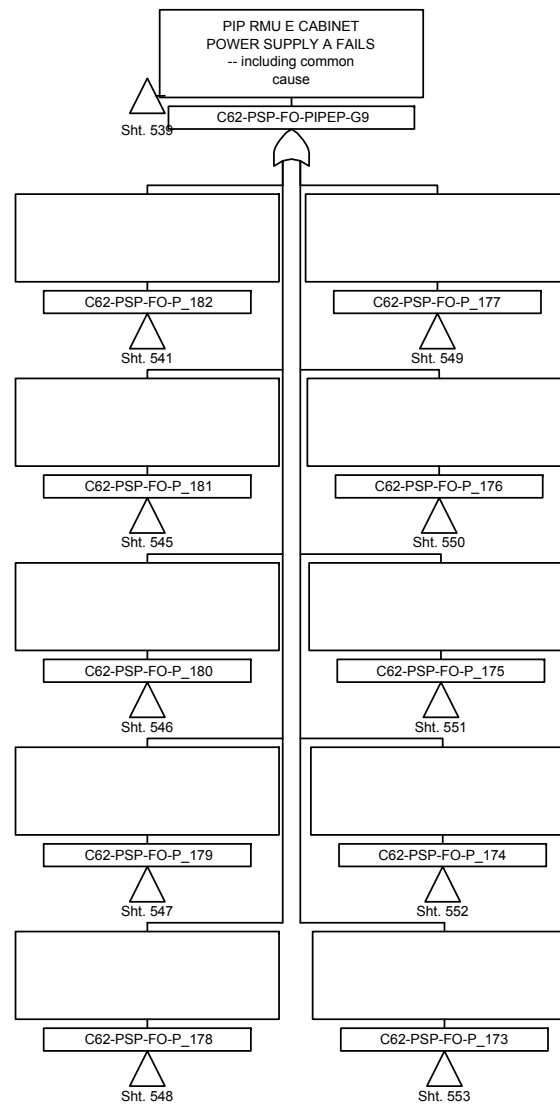 PIP RMU E CABINET
POWER SUPPLY A FAILS
-- including common
cause
C62-PSP-FO-PIPEP-G9
Sht. 539
C62-PSP-FO-P_182
Sht. 541
C62-PSP-FO-P_177
Sht. 549
C62-PSP-FO-P_181
Sht. 545
C62-PSP-FO-P_176
Sht. 550
C62-PSP-FO-P_180
Sht. 546
C62-PSP-FO-P_175
Sht. 551
C62-PSP-FO-P_179
Sht. 547
C62-PSP-FO-P_174
Sht. 552
C62-PSP-FO-P_178
Sht. 548
C62-PSP-FO-P_173
Sht. 553